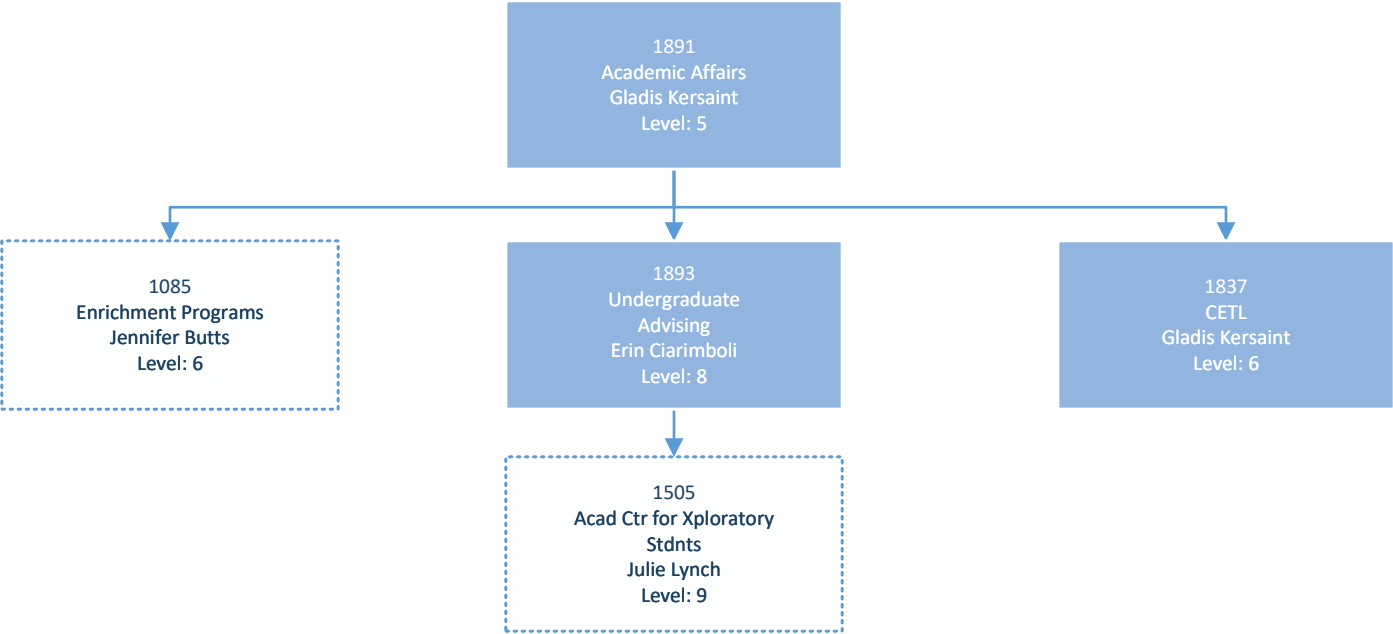 1891
Academic Affairs
Gladis Kersaint
Level: 5
1085
Enrichment Programs
Jennifer Butts
Level: 6
1893
Undergraduate
Advising
Erin Ciarimboli
Level: 8
1837
CETL
Gladis Kersaint
Level: 6
1505
Acad Ctr for Xploratory
Stdnts
Julie Lynch
Level: 9